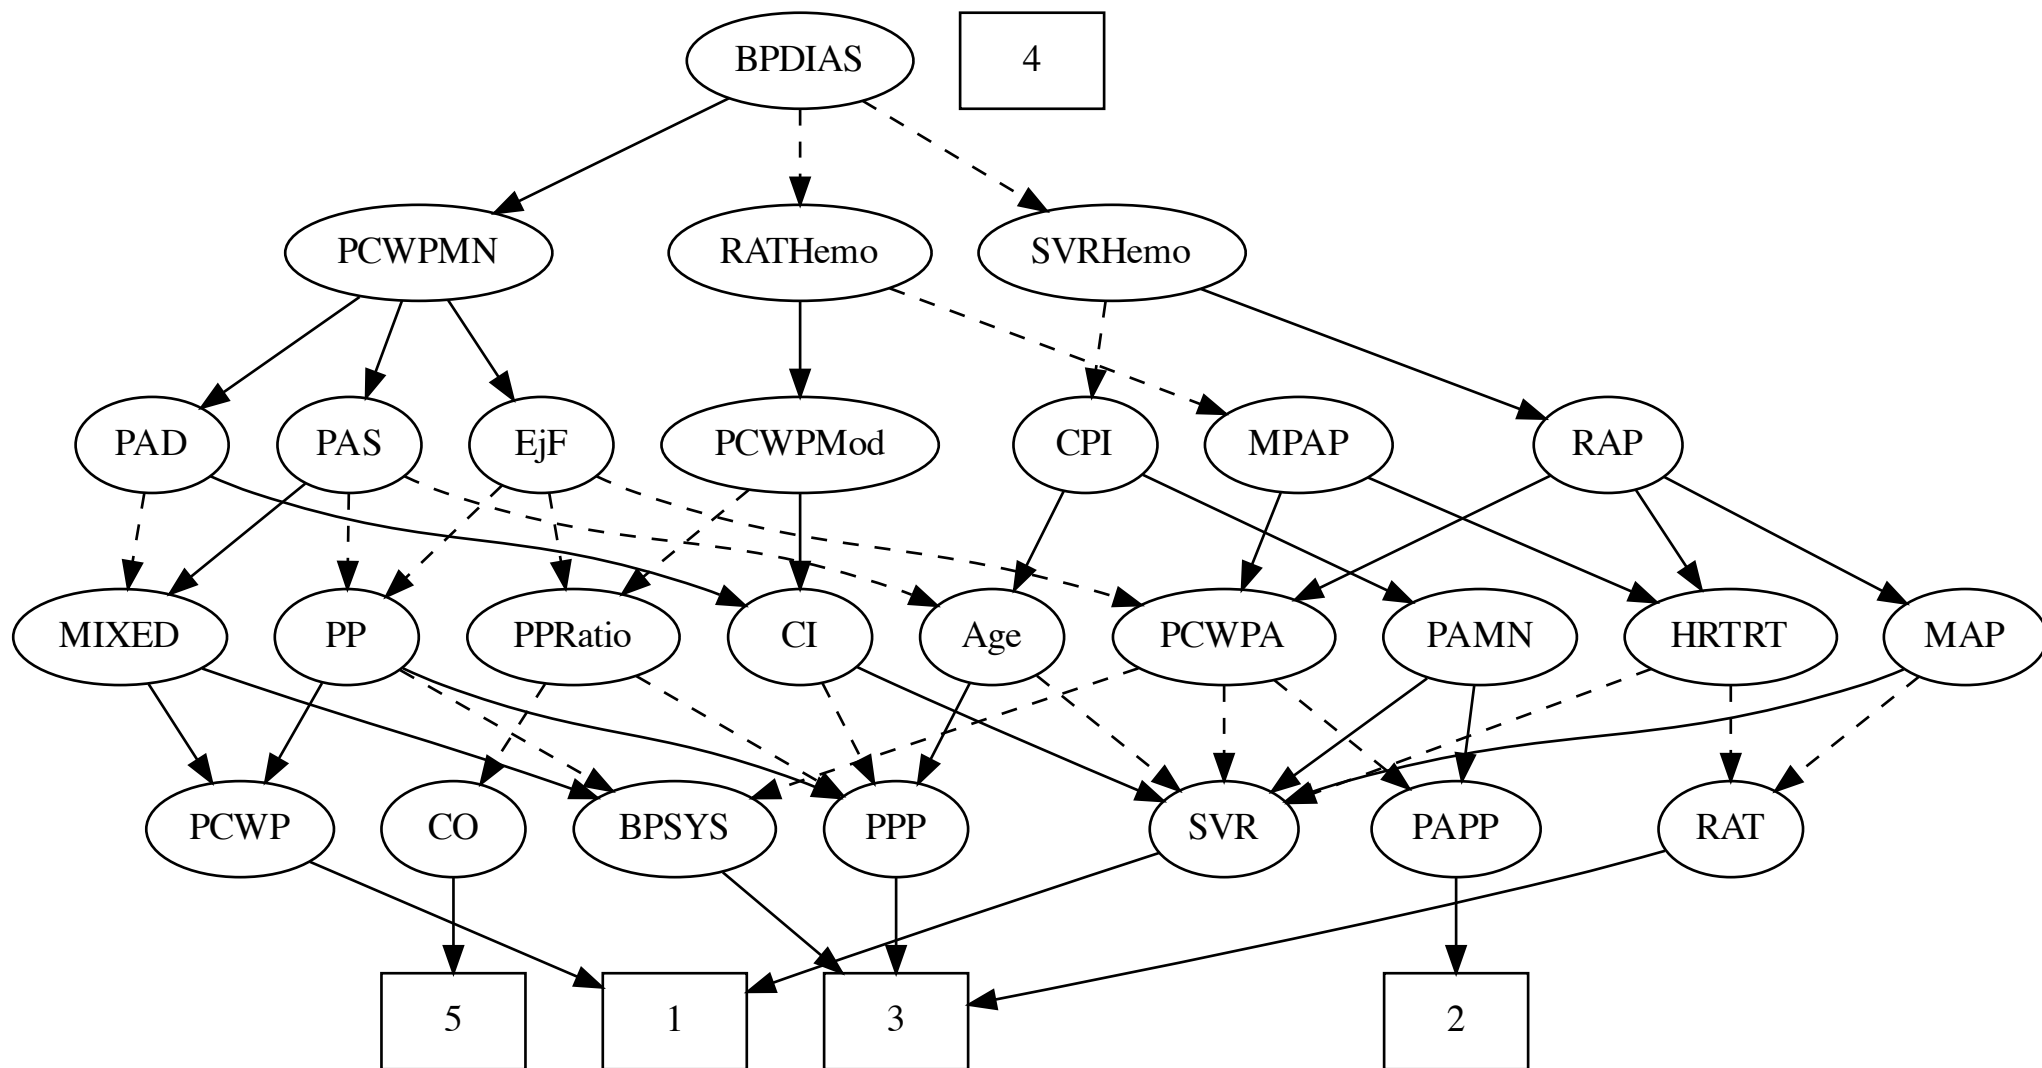 BPDIAS
4
PCWPMN
RATHemo
SVRHemo
PAD
PAS
EjF
PCWPMod
CPI
MPAP
RAP
MIXED
PP
PPRatio
CI
Age
PCWPA
PAMN
HRTRT
MAP
PCWP
CO
BPSYS
PPP
SVR
PAPP
RAT
5
1
3
2